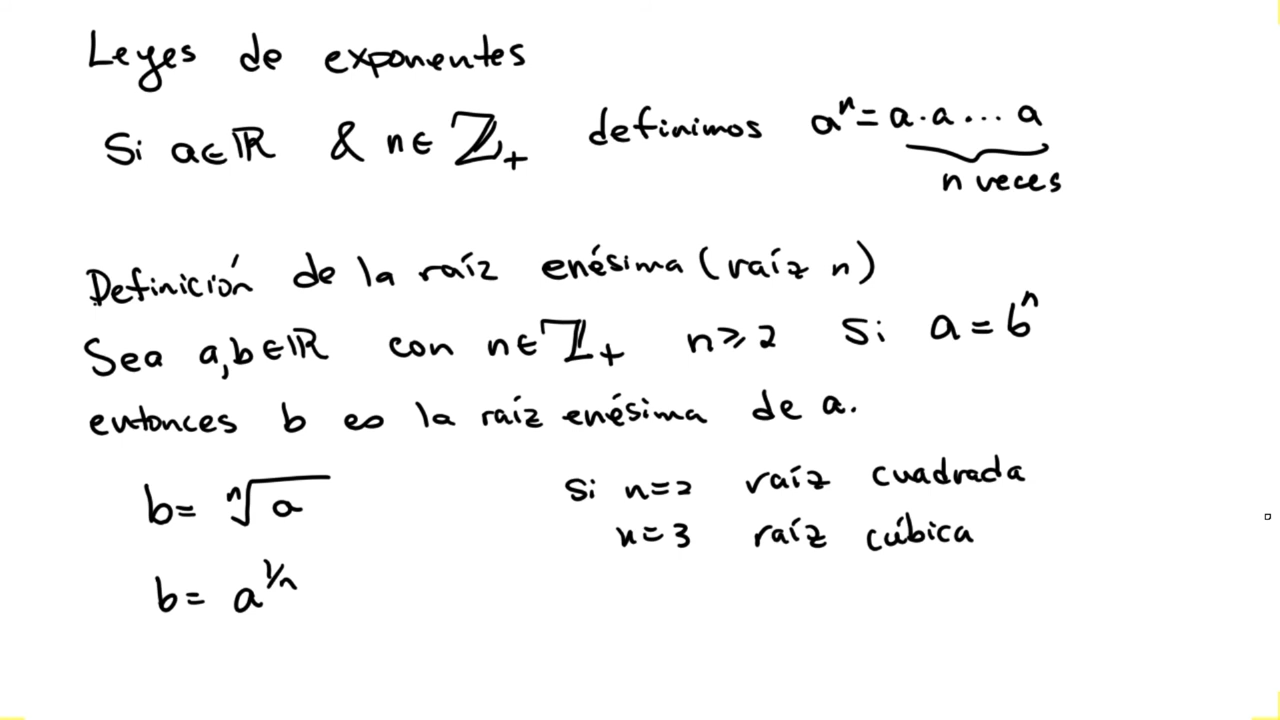 Leyes de exponentes
Si a∈ℝ & n∈ℤ₊ definimos aⁿ = a·a...a
n veces
Definición de la raíz enésima (raíz n)
Sea a,b∈ℝ con n∈ℤ₊ n≥2 Si a=bⁿ
entonces b es la raíz enésima de a.
b= ⁿ√a
Si n=2 raíz cuadrada
n=3 raíz cúbica
b= a^1/n